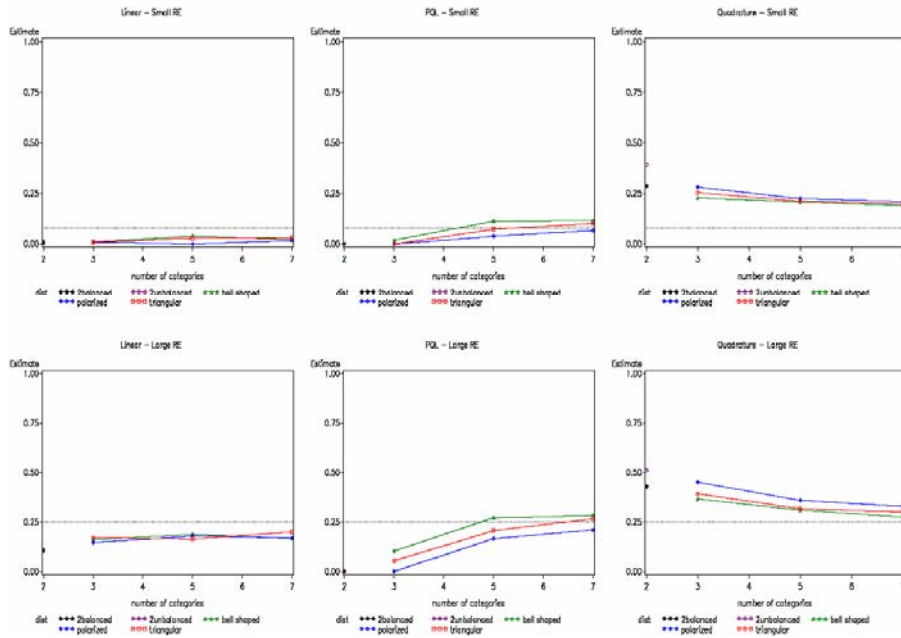 Linear – Small RE
Estimate
1.00
0.75
0.50
0.25
0.00
2 3 4 5 6 7
number of categories
dist 2balanced 2unbalanced bell shaped
polarized triangular
PQL – Small RE
Estimate
1.00
0.75
0.50
0.25
0.00
2 3 4 5 6 7
number of categories
dist 2balanced 2unbalanced bell shaped
polarized triangular
Quadrature – Small RE
Estimate
1.00
0.75
0.50
0.25
0.00
2 3 4 5 6 7
number of categories
dist 2balanced 2unbalanced bell shaped
polarized triangular
Linear – Large RE
Estimate
1.00
0.75
0.50
0.25
0.00
2 3 4 5 6 7
number of categories
dist 2balanced 2unbalanced bell shaped
polarized triangular
PQL – Large RE
Estimate
1.00
0.75
0.50
0.25
0.00
2 3 4 5 6 7
number of categories
dist 2balanced 2unbalanced bell shaped
polarized triangular
Quadrature – Large RE
Estimate
1.00
0.75
0.50
0.25
0.00
2 3 4 5 6
number of categories
dist 2balanced 2unbalanced bell shaped
polarized triangular